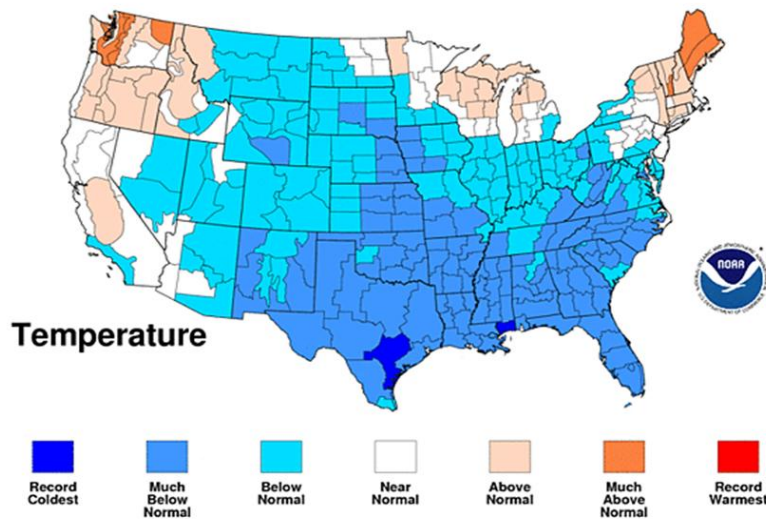 NOAA
Temperature
Record
Coldest
Much
Below
Normal
Below
Normal
Near
Normal
Above
Normal
Much
Above
Normal
Record
Warmest